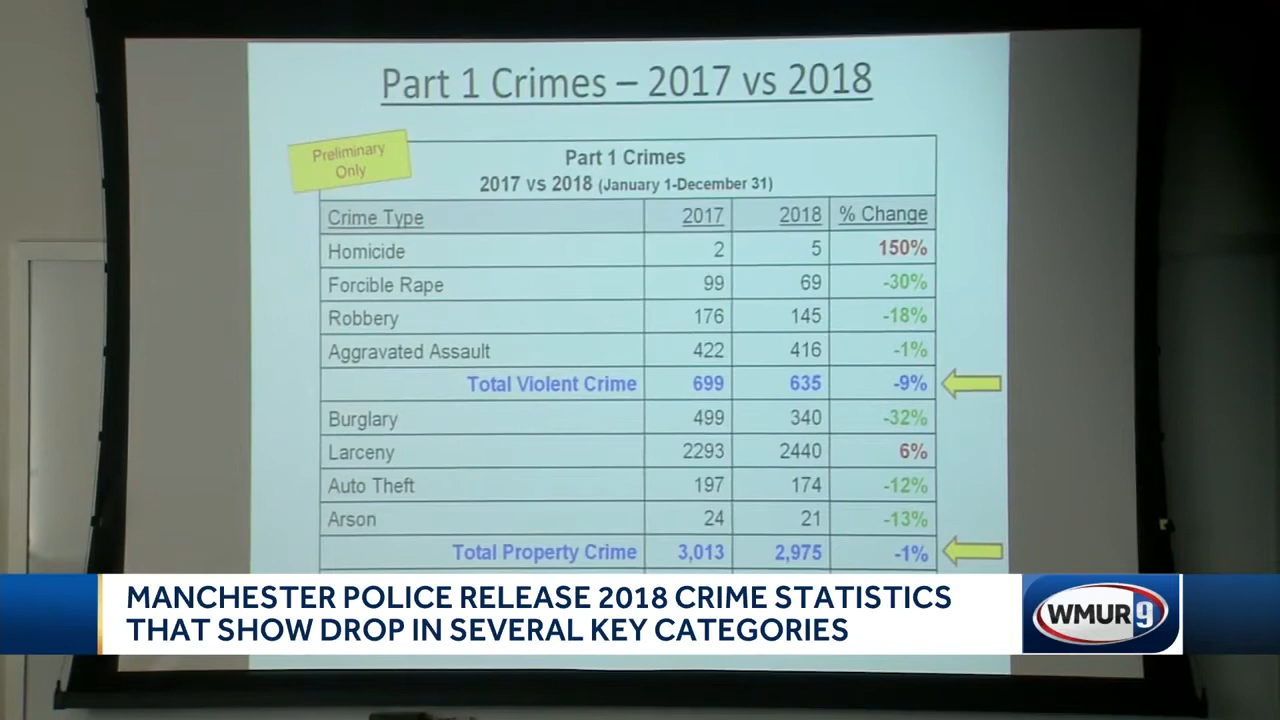 Part 1 Crimes – 2017 vs 2018
Preliminary
Only
Part 1 Crimes
2017 vs 2018 (January 1-December 31)
Crime Type 2017 2018 % Change
Homicide 2 5 150%
Forcible Rape 99 69 -30%
Robbery 176 145 -18%
Aggravated Assault 422 416 -1%
Total Violent Crime 699 635 -9%
Burglary 499 340 -32%
Larceny 2293 2440 6%
Auto Theft 197 174 -12%
Arson 24 21 -13%
Total Property Crime 3,013 2,975 -1%
MANCHESTER POLICE RELEASE 2018 CRIME STATISTICS
THAT SHOW DROP IN SEVERAL KEY CATEGORIES
WMUR 9